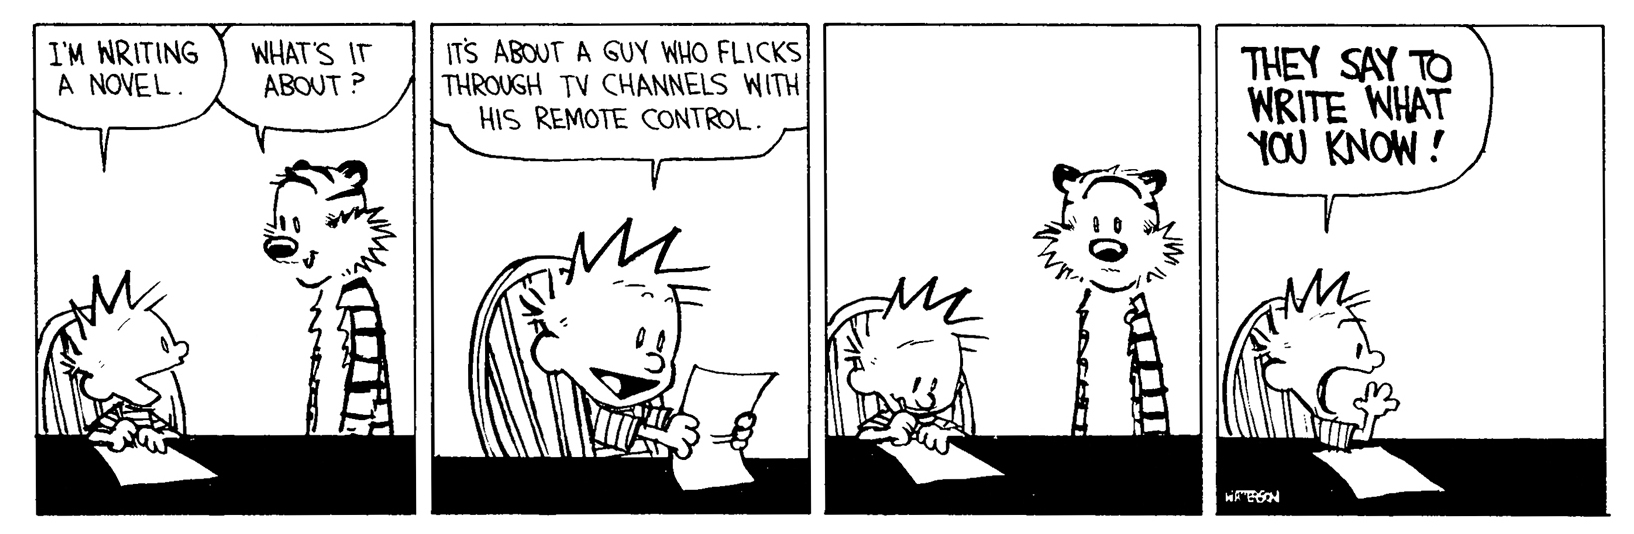 I'M WRITING
A NOVEL.
WHAT'S IT
ABOUT?
IT'S ABOUT A GUY WHO FLICKS
THROUGH TV CHANNELS WITH
HIS REMOTE CONTROL.
THEY SAY TO
WRITE WHAT
YOU KNOW!
WATTERSON